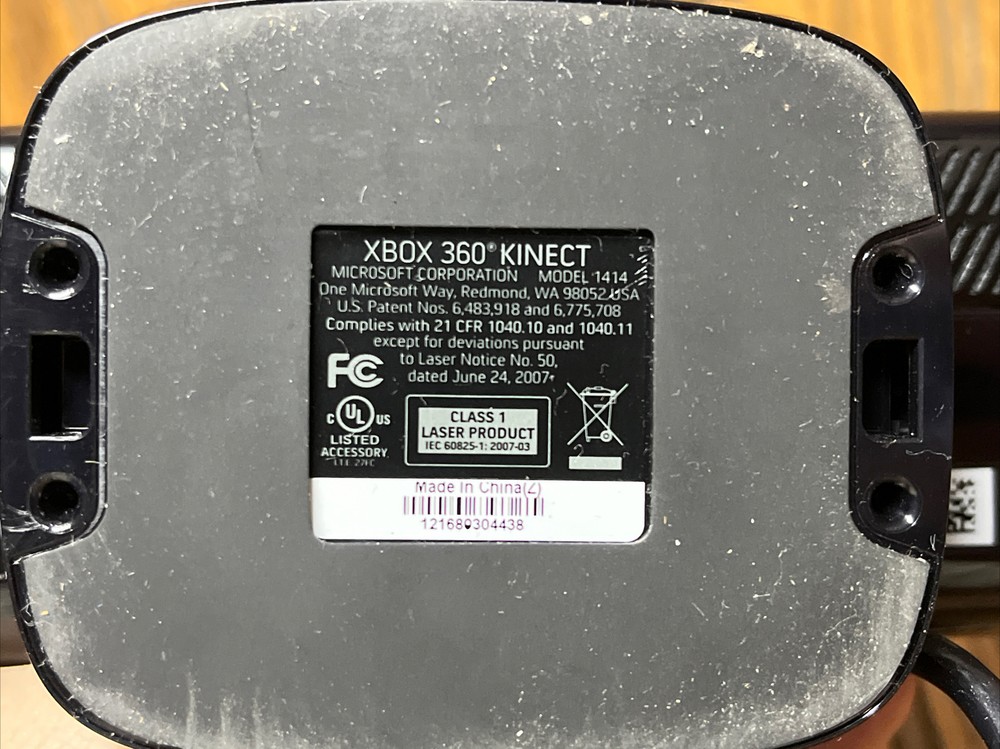 XBOX 360® KINECT
MICROSOFT CORPORATION MODEL 1414
One Microsoft Way, Redmond, WA 98052 USA
U.S. Patent Nos. 6,483,918 and 6,775,708
Complies with 21 CFR 1040.10 and 1040.11
except for deviations pursuant
to Laser Notice No. 50,
dated June 24, 2007.
FC
C UL US
LISTED
ACCESSORY
I.T.E. 27FC
CLASS 1
LASER PRODUCT
IEC 60825-1: 2007-03
Made in China(Z)
121689304438